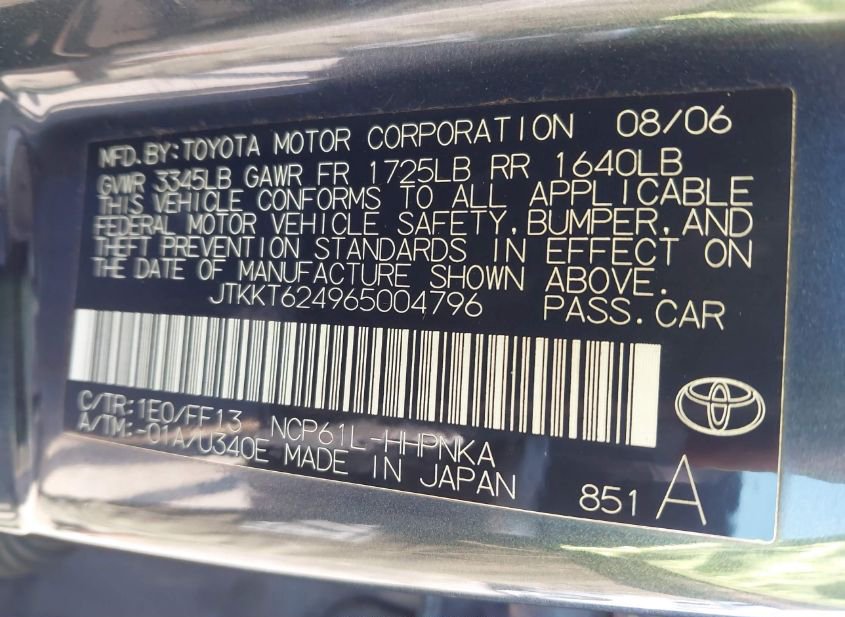 MFD.BY:TOYOTA MOTOR CORPORATION 08/06
GVWR 3345LB GAWR FR 1725LB RR 1640LB
THIS VEHICLE CONFORMS TO ALL APPLICABLE
FEDERAL MOTOR VEHICLE SAFETY,BUMPER,AND
THEFT PREVENTION STANDARDS IN EFFECT ON
THE DATE OF MANUFACTURE SHOWN ABOVE.
JTKKT624965004796 PASS.CAR
C/TR:1E0/FF13 NCP61L-HHPNKA
A/TM:-01A/U340E MADE IN JAPAN
851 A